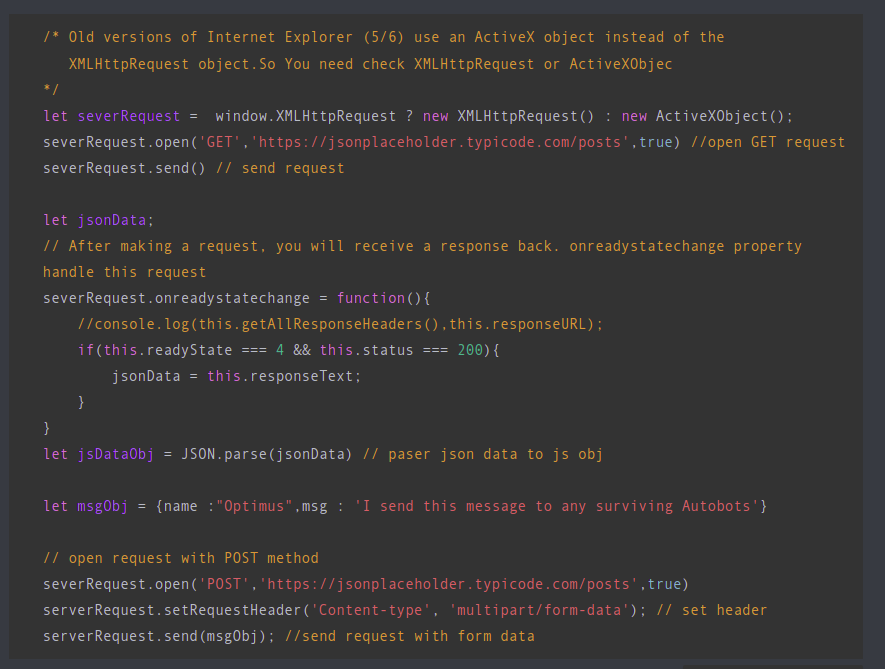 /* Old versions of Internet Explorer (5/6) use an ActiveX object instead of the
XMLHttpRequest object.So You need check XMLHttpRequest or ActiveXObjec
*/
let severRequest =  window.XMLHttpRequest ? new XMLHttpRequest() : new ActiveXObject();
severRequest.open('GET','https://jsonplaceholder.typicode.com/posts',true) //open GET request
severRequest.send() // send request
let jsonData;
// After making a request, you will receive a response back. onreadystatechange property
handle this request
severRequest.onreadystatechange = function(){
//console.log(this.getAllResponseHeaders(),this.responseURL);
if(this.readyState === 4 && this.status === 200){
jsonData = this.responseText;
}
}
let jsDataObj = JSON.parse(jsonData) // paser json data to js obj
let msgObj = {name :"Optimus",msg : 'I send this message to any surviving Autobots'}
// open request with POST method
severRequest.open('POST','https://jsonplaceholder.typicode.com/posts',true)
serverRequest.setRequestHeader('Content-type', 'multipart/form-data'); // set header
serverRequest.send(msgObj); //send request with form data